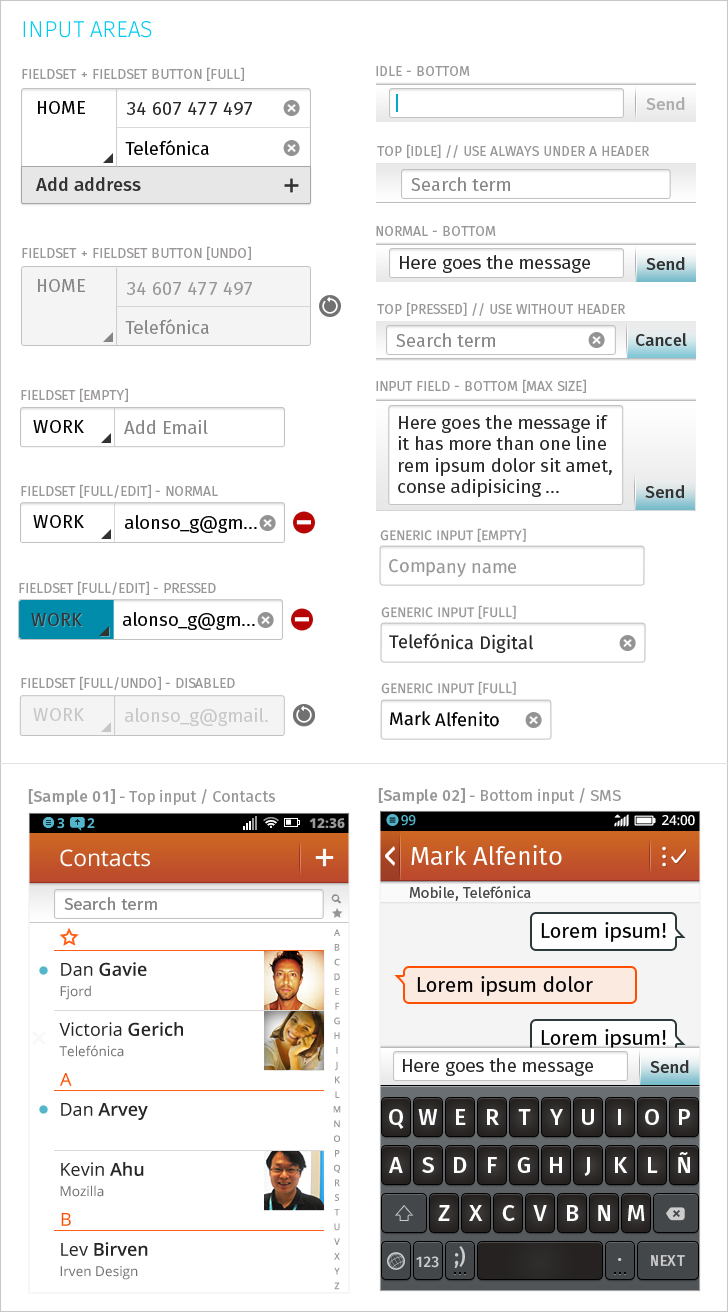 INPUT AREAS
FIELDSET + FIELDSET BUTTON [FULL]
HOME
34 607 477 497
Telefónica
Add address +
FIELDSET + FIELDSET BUTTON [UNDO]
HOME
34 607 477 497
Telefónica
FIELDSET [EMPTY]
WORK
Add Email
FIELDSET [FULL/EDIT] - NORMAL
WORK
alonso_g@gm...
FIELDSET [FULL/EDIT] - PRESSED
WORK
alonso_g@gm...
FIELDSET [FULL/UNDO] - DISABLED
WORK
alonso_g@gmail.
IDLE - BOTTOM
Send
TOP [IDLE] // USE ALWAYS UNDER A HEADER
Search term
NORMAL - BOTTOM
Here goes the message
Send
TOP [PRESSED] // USE WITHOUT HEADER
Search term
Cancel
INPUT FIELD - BOTTOM [MAX SIZE]
Here goes the message if
it has more than one line
rem ipsum dolor sit amet,
conse adipisicing ...
Send
GENERIC INPUT [EMPTY]
Company name
GENERIC INPUT [FULL]
Telefónica Digital
GENERIC INPUT [FULL]
Mark Alfenito
[Sample 01] - Top input / Contacts
3 2 12:36
Contacts +
Search term
Dan Gavie
Fjord
Victoria Gerich
Telefónica
A
Dan Arvey
Kevin Ahu
Mozilla
B
Lev Birven
Irven Design
A
B
C
D
E
F
G
H
I
J
K
L
M
N
O
P
Q
R
S
T
U
V
X
Y
Z
[Sample 02] - Bottom input / SMS
99 24:00
Mark Alfenito
Mobile, Telefónica
Lorem ipsum!
Lorem ipsum dolor
Lorem ipsum!
Here goes the message
Send
Q W E R T Y U I O P
A S D F G H J K L Ñ
Z X C V B N M
123 ;) ... . ... NEXT